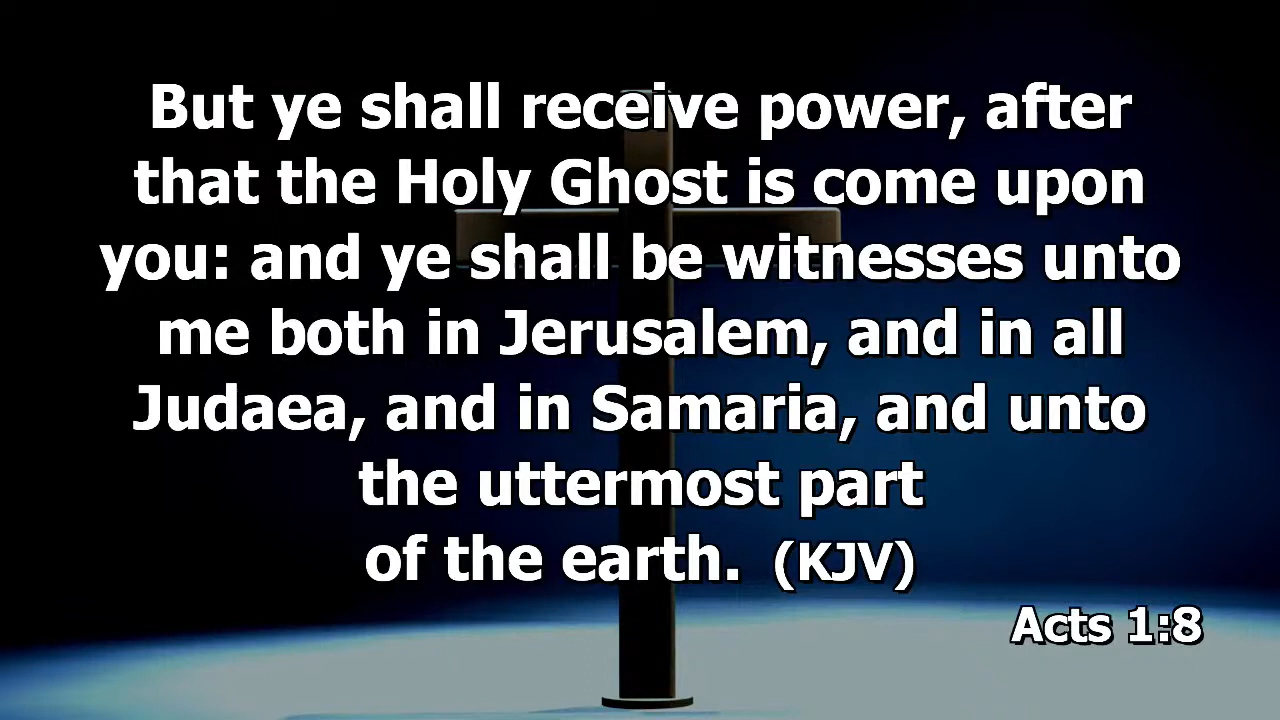 But ye shall receive power, after
that the Holy Ghost is come upon
you: and ye shall be witnesses unto
me both in Jerusalem, and in all
Judaea, and in Samaria, and unto
the uttermost part
of the earth. (KJV)
Acts 1:8